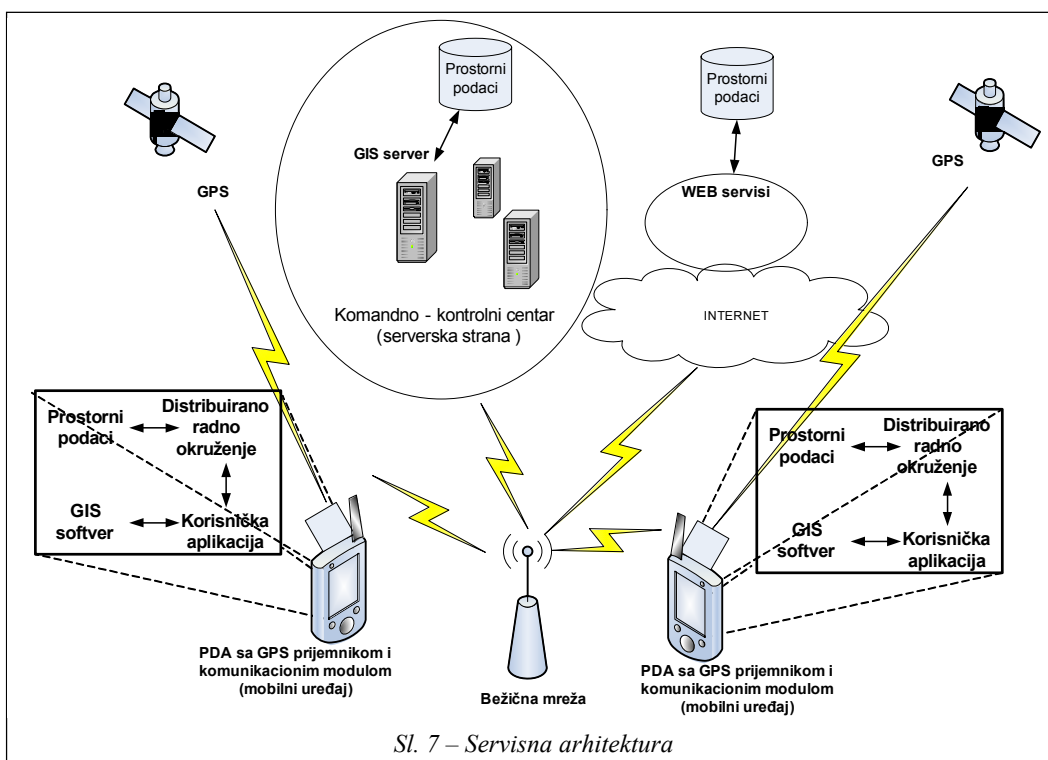 Prostorni
podaci
Prostorni
podaci
GIS server
GPS
WEB servisi
GPS
Komandno - kontrolni centar
(serverska strana )
INTERNET
Prostorni
podaci
Distribuirano
radno
okruženje
GIS
softver
Korisnička
aplikacija
Prostorni
podaci
Distribuirano
radno
okruženje
GIS
softver
Korisnička
aplikacija
PDA sa GPS prijemnikom i
komunikacionim modulom
(mobilni uređaj)
Bežična mreža
PDA sa GPS prijemnikom i
komunikacionim modulom
(mobilni uređaj)
Sl. 7 – Servisna arhitektura